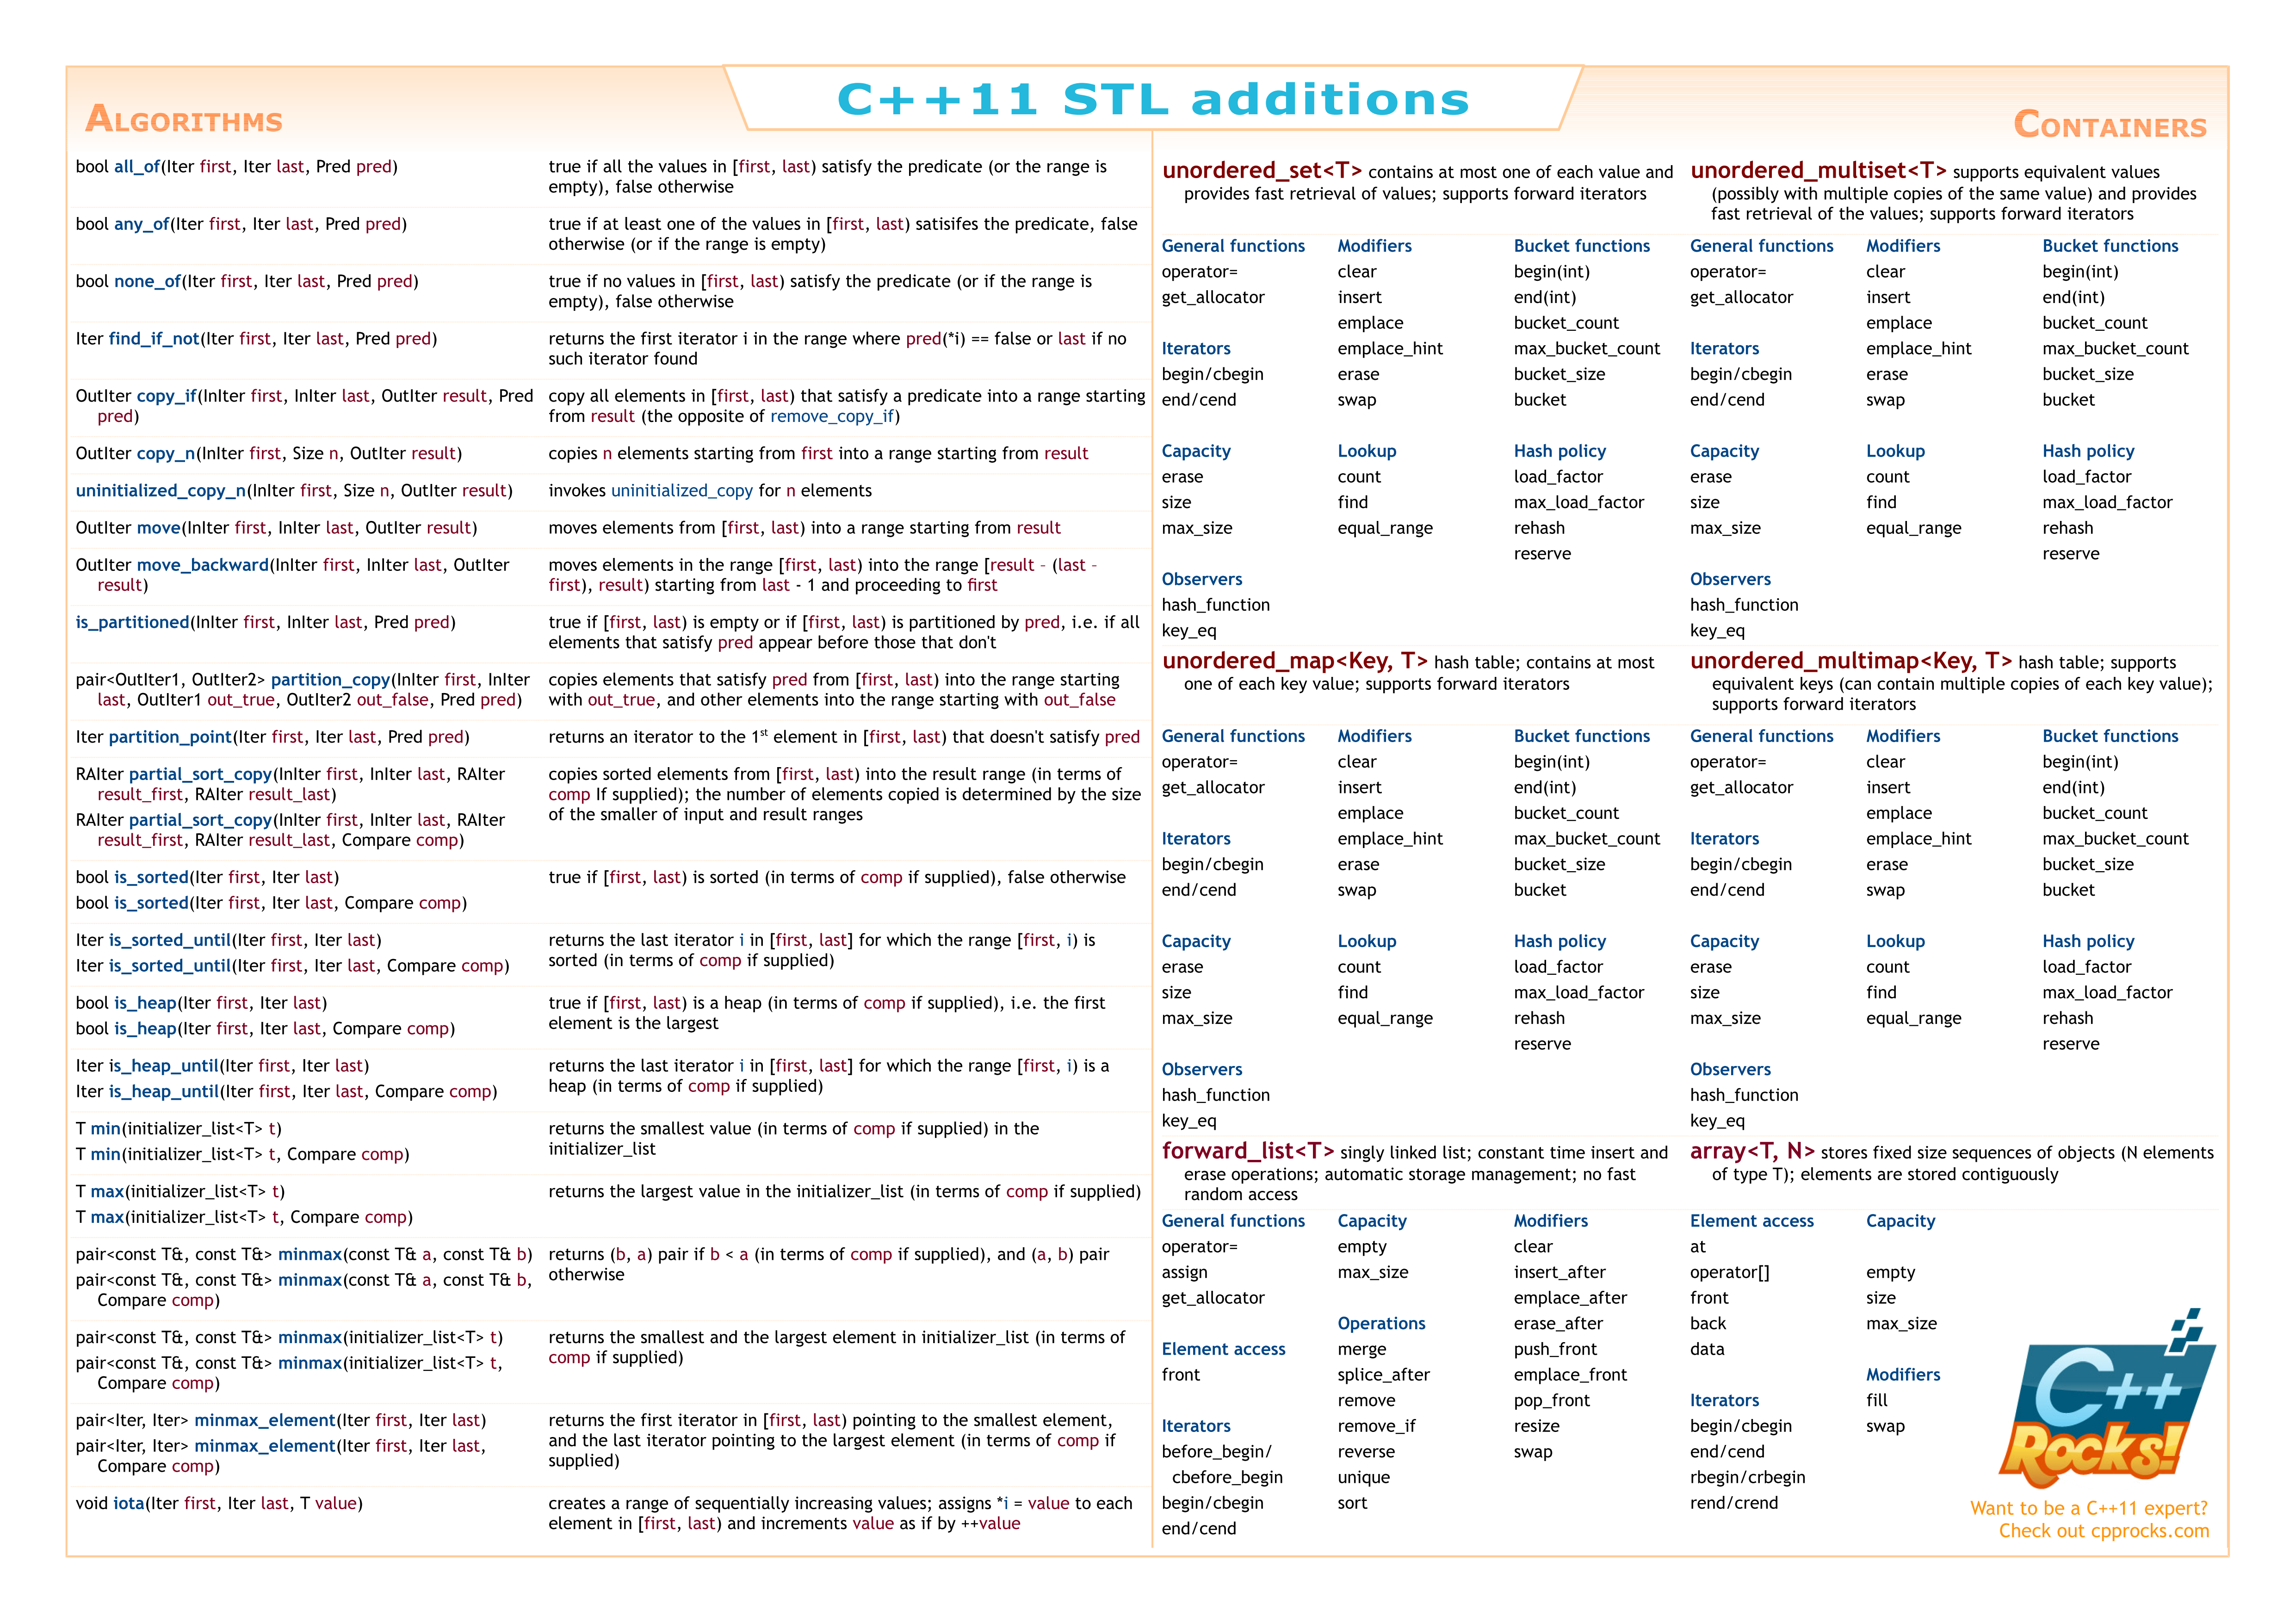 C++11 STL additions
ALGORITHMS
bool all_of(Iter first, Iter last, Pred pred)
true if all the values in [first, last) satisfy the predicate (or the range is
empty), false otherwise
bool any_of(Iter first, Iter last, Pred pred)
true if at least one of the values in [first, last) satisifes the predicate, false
otherwise (or if the range is empty)
bool none_of(Iter first, Iter last, Pred pred)
true if no values in [first, last) satisfy the predicate (or if the range is
empty), false otherwise
Iter find_if_not(Iter first, Iter last, Pred pred)
returns the first iterator i in the range where pred(*i) == false or last if no
such iterator found
OutIter copy_if(InIter first, InIter last, OutIter result, Pred
pred)
copy all elements in [first, last) that satisfy a predicate into a range starting
from result (the opposite of remove_copy_if)
OutIter copy_n(InIter first, Size n, OutIter result)
copies n elements starting from first into a range starting from result
uninitialized_copy_n(InIter first, Size n, OutIter result)
invokes uninitialized_copy for n elements
OutIter move(InIter first, InIter last, OutIter result)
moves elements from [first, last) into a range starting from result
OutIter move_backward(InIter first, InIter last, OutIter
result)
moves elements in the range [first, last) into the range [result – (last –
first), result) starting from last - 1 and proceeding to first
is_partitioned(InIter first, InIter last, Pred pred)
true if [first, last) is empty or if [first, last) is partitioned by pred, i.e. if all
elements that satisfy pred appear before those that don't
pair<OutIter1, OutIter2> partition_copy(InIter first, InIter
last, OutIter1 out_true, OutIter2 out_false, Pred pred)
copies elements that satisfy pred from [first, last) into the range starting
with out_true, and other elements into the range starting with out_false
Iter partition_point(Iter first, Iter last, Pred pred)
returns an iterator to the 1st element in [first, last) that doesn't satisfy pred
RAIter partial_sort_copy(InIter first, InIter last, RAIter
result_first, RAIter result_last)
RAIter partial_sort_copy(InIter first, InIter last, RAIter
result_first, RAIter result_last, Compare comp)
copies sorted elements from [first, last) into the result range (in terms of
comp If supplied); the number of elements copied is determined by the size
of the smaller of input and result ranges
bool is_sorted(Iter first, Iter last)
bool is_sorted(Iter first, Iter last, Compare comp)
true if [first, last) is sorted (in terms of comp if supplied), false otherwise
Iter is_sorted_until(Iter first, Iter last)
Iter is_sorted_until(Iter first, Iter last, Compare comp)
returns the last iterator i in [first, last] for which the range [first, i) is
sorted (in terms of comp if supplied)
bool is_heap(Iter first, Iter last)
bool is_heap(Iter first, Iter last, Compare comp)
true if [first, last) is a heap (in terms of comp if supplied), i.e. the first
element is the largest
Iter is_heap_until(Iter first, Iter last)
Iter is_heap_until(Iter first, Iter last, Compare comp)
returns the last iterator i in [first, last] for which the range [first, i) is a
heap (in terms of comp if supplied)
T min(initializer_list<T> t)
T min(initializer_list<T> t, Compare comp)
returns the smallest value (in terms of comp if supplied) in the
initializer_list
T max(initializer_list<T> t)
T max(initializer_list<T> t, Compare comp)
returns the largest value in the initializer_list (in terms of comp if supplied)
pair<const T&, const T&> minmax(const T& a, const T& b)
pair<const T&, const T&> minmax(const T& a, const T& b,
Compare comp)
returns (b, a) pair if b < a (in terms of comp if supplied), and (a, b) pair
otherwise
pair<const T&, const T&> minmax(initializer_list<T> t)
pair<const T&, const T&> minmax(initializer_list<T> t,
Compare comp)
returns the smallest and the largest element in initializer_list (in terms of
comp if supplied)
pair<Iter, Iter> minmax_element(Iter first, Iter last)
pair<Iter, Iter> minmax_element(Iter first, Iter last,
Compare comp)
returns the first iterator in [first, last) pointing to the smallest element,
and the last iterator pointing to the largest element (in terms of comp if
supplied)
void iota(Iter first, Iter last, T value)
creates a range of sequentially increasing values; assigns *i = value to each
element in [first, last) and increments value as if by ++value
CONTAINERS
unordered_set<T> contains at most one of each value and
provides fast retrieval of values; supports forward iterators
General functions
operator=
get_allocator
Iterators
begin/cbegin
end/cend
Capacity
erase
size
max_size
Observers
hash_function
key_eq
Modifiers
clear
insert
emplace
emplace_hint
erase
swap
Lookup
count
find
equal_range
Bucket functions
begin(int)
end(int)
bucket_count
max_bucket_count
bucket_size
bucket
Hash policy
load_factor
max_load_factor
rehash
reserve
unordered_multiset<T> supports equivalent values
(possibly with multiple copies of the same value) and provides
fast retrieval of the values; supports forward iterators
General functions
operator=
get_allocator
Iterators
begin/cbegin
end/cend
Capacity
erase
size
max_size
Observers
hash_function
key_eq
Modifiers
clear
insert
emplace
emplace_hint
erase
swap
Lookup
count
find
equal_range
Bucket functions
begin(int)
end(int)
bucket_count
max_bucket_count
bucket_size
bucket
Hash policy
load_factor
max_load_factor
rehash
reserve
unordered_map<Key, T> hash table; contains at most
one of each key value; supports forward iterators
General functions
operator=
get_allocator
Iterators
begin/cbegin
end/cend
Capacity
erase
size
max_size
Observers
hash_function
key_eq
Modifiers
clear
insert
emplace
emplace_hint
erase
swap
Lookup
count
find
equal_range
Bucket functions
begin(int)
end(int)
bucket_count
max_bucket_count
bucket_size
bucket
Hash policy
load_factor
max_load_factor
rehash
reserve
unordered_multimap<Key, T> hash table; supports
equivalent keys (can contain multiple copies of each key value);
supports forward iterators
General functions
operator=
get_allocator
Iterators
begin/cbegin
end/cend
Capacity
erase
size
max_size
Observers
hash_function
key_eq
Modifiers
clear
insert
emplace
emplace_hint
erase
swap
Lookup
count
find
equal_range
Bucket functions
begin(int)
end(int)
bucket_count
max_bucket_count
bucket_size
bucket
Hash policy
load_factor
max_load_factor
rehash
reserve
forward_list<T> singly linked list; constant time insert and
erase operations; automatic storage management; no fast
random access
General functions
operator=
assign
get_allocator
Element access
front
Iterators
before_begin/
cbefore_begin
begin/cbegin
end/cend
Capacity
empty
max_size
Operations
merge
splice_after
remove
remove_if
reverse
unique
sort
Modifiers
clear
insert_after
emplace_after
erase_after
push_front
emplace_front
pop_front
resize
swap
array<T, N> stores fixed size sequences of objects (N elements
of type T); elements are stored contiguously
Element access
at
operator[]
front
back
data
Iterators
begin/cbegin
end/cend
rbegin/crbegin
rend/crend
Capacity
empty
size
max_size
Modifiers
fill
swap
C++
Rocks!
Want to be a C++11 expert?
Check out cpprocks.com